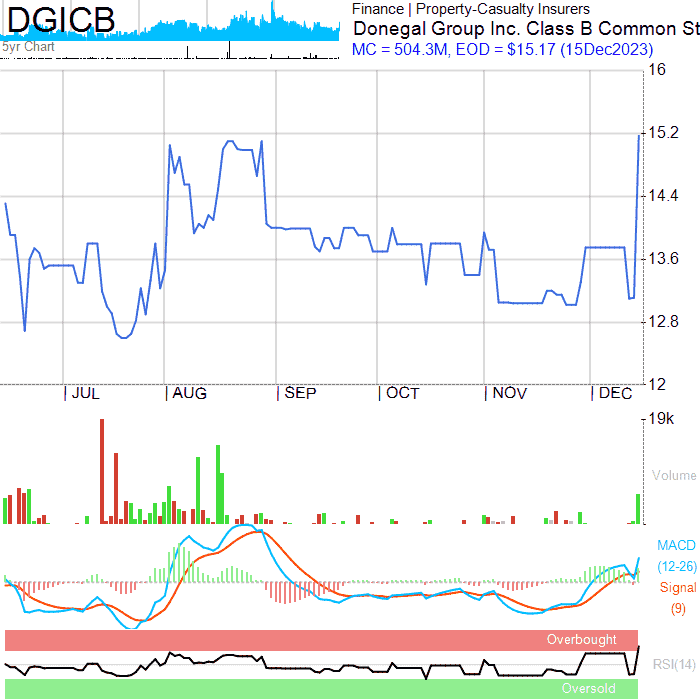 DGICB
Finance | Property-Casualty Insurers
Donegal Group Inc. Class B Common St
5yr Chart
MC = 504.3M, EOD = $15.17 (15Dec2023)
16
15.2
14.4
13.6
12.8
12
| JUL | AUG | SEP | OCT | NOV | DEC
19k
Volume
MACD
(12-26)
Signal
(9)
Overbought
RSI(14)
Oversold